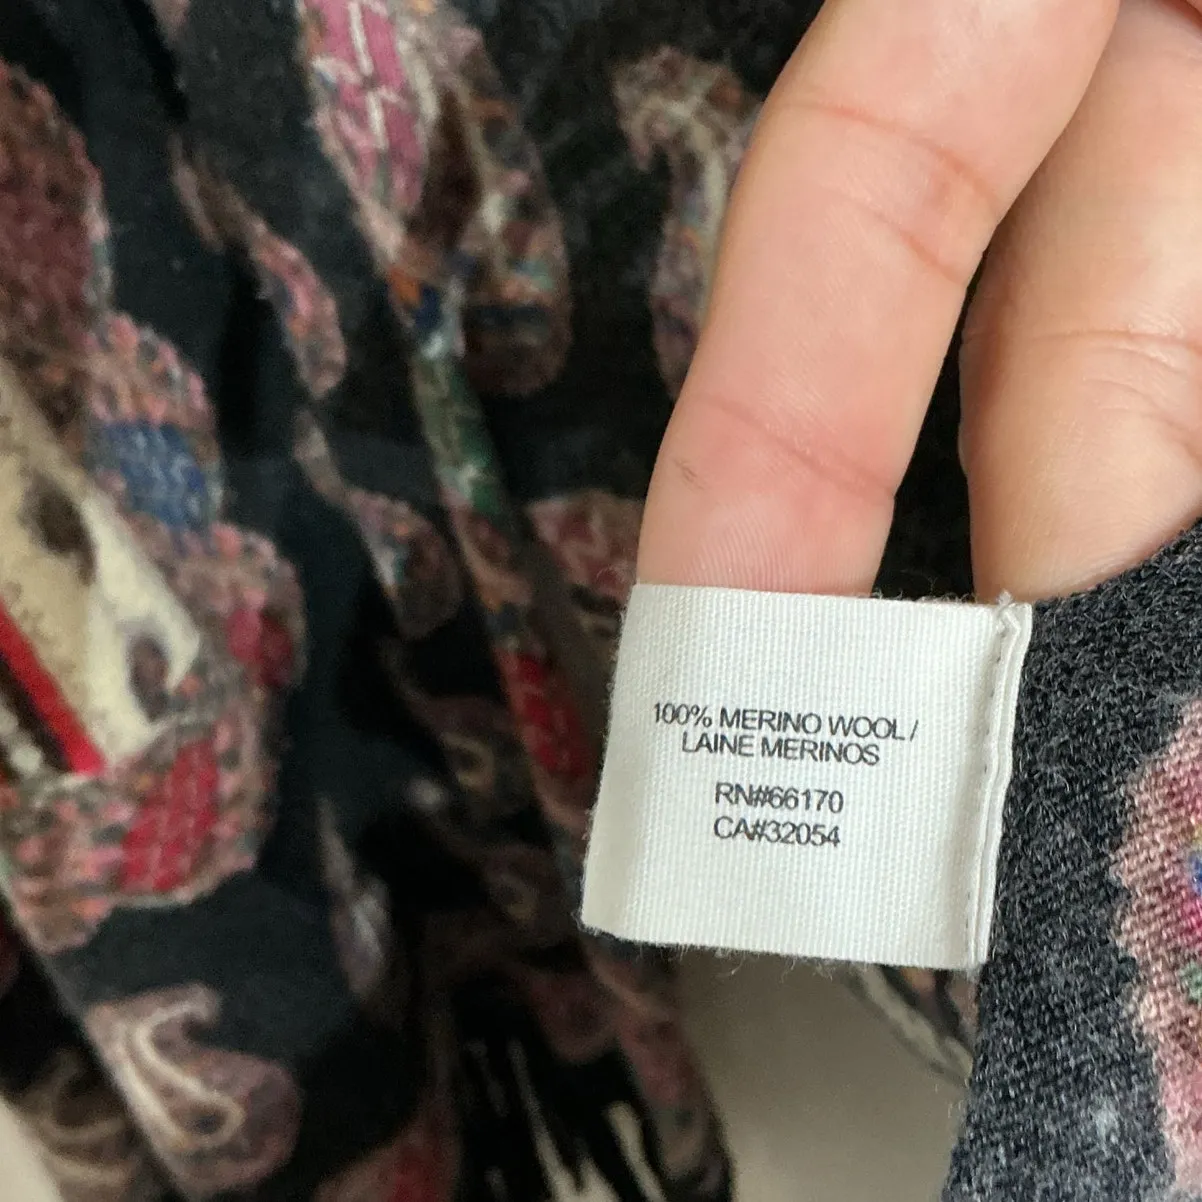 100% MERINO WOOL /
LAINE MERINOS
RN#66170
CA#32054